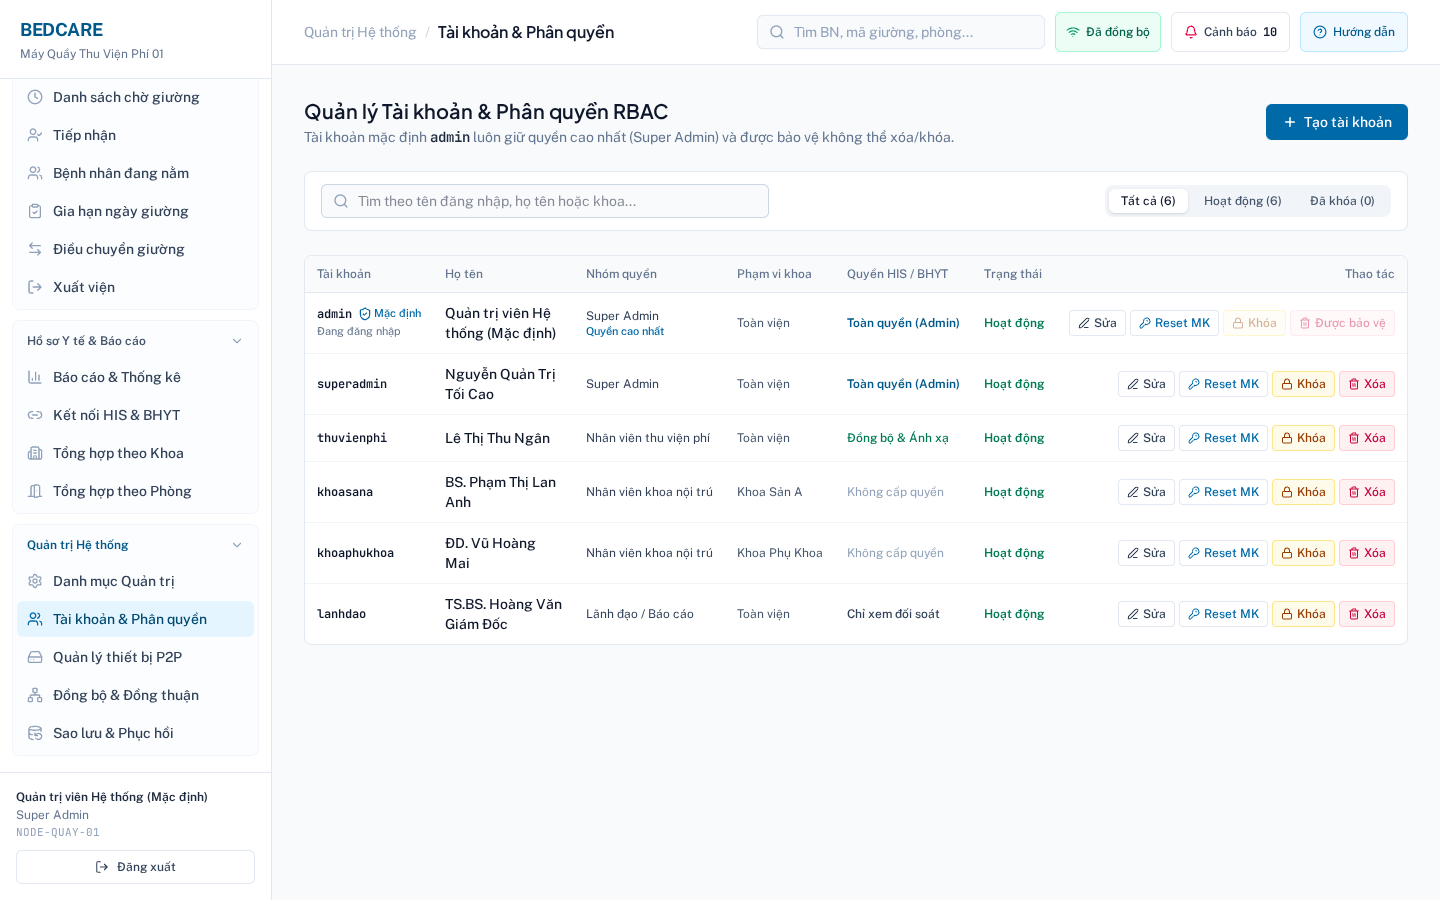 BEDCARE
Máy Quầy Thu Viện Phí 01
Danh sách chờ giường
Tiếp nhận
Bệnh nhân đang nằm
Gia hạn ngày giường
Điều chuyển giường
Xuất viện
Hồ sơ Y tế & Báo cáo
Báo cáo & Thống kê
Kết nối HIS & BHYT
Tổng hợp theo Khoa
Tổng hợp theo Phòng
Quản trị Hệ thống
Danh mục Quản trị
Tài khoản & Phân quyền
Quản lý thiết bị P2P
Đồng bộ & Đồng thuận
Sao lưu & Phục hồi
Quản trị viên Hệ thống (Mặc định)
Super Admin
NODE-QUAY-01
Đăng xuất
Quản trị Hệ thống / Tài khoản & Phân quyền
Tìm BN, mã giường, phòng...
Đã đồng bộ
Cảnh báo 10
Hướng dẫn
Quản lý Tài khoản & Phân quyền RBAC
Tài khoản mặc định admin luôn giữ quyền cao nhất (Super Admin) và được bảo vệ không thể xóa/khóa.
Tạo tài khoản
Tìm theo tên đăng nhập, họ tên hoặc khoa...
Tất cả (6) Hoạt động (6) Đã khóa (0)
Tài khoản Họ tên Nhóm quyền Phạm vi khoa Quyền HIS / BHYT Trạng thái Thao tác
admin Mặc định
Đang đăng nhập
Quản trị viên Hệ
thống (Mặc định)
Super Admin
Quyền cao nhất
Toàn viện Toàn quyền (Admin) Hoạt động Sửa Reset MK Khóa Được bảo vệ
superadmin
Nguyễn Quản Trị
Tối Cao
Super Admin Toàn viện Toàn quyền (Admin) Hoạt động Sửa Reset MK Khóa Xóa
thuvienphi Lê Thị Thu Ngân Nhân viên thu viện phí Toàn viện Đồng bộ & Ánh xạ Hoạt động Sửa Reset MK Khóa Xóa
khoasana
BS. Phạm Thị Lan
Anh
Nhân viên khoa nội trú Khoa Sản A Không cấp quyền Hoạt động Sửa Reset MK Khóa Xóa
khoaphukhoa
ĐD. Vũ Hoàng
Mai
Nhân viên khoa nội trú Khoa Phụ Khoa Không cấp quyền Hoạt động Sửa Reset MK Khóa Xóa
lanhdao
TS.BS. Hoàng Văn
Giám Đốc
Lãnh đạo / Báo cáo Toàn viện Chỉ xem đối soát Hoạt động Sửa Reset MK Khóa Xóa